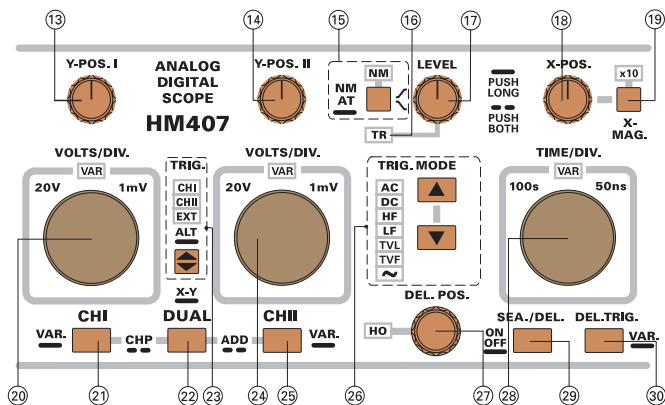 13 14 15 16 17 18 19
Y-POS. I
ANALOG
DIGITAL
SCOPE
HM407
Y-POS. II
NM
AT
NM
LEVEL
TR
PUSH
LONG
PUSH
BOTH
X-POS.
x10
X-
MAG.
VOLTS/DIV.
VAR
20V 1mV
TRIG.
CHI
CHII
EXT
ALT
X-Y
VOLTS/DIV.
VAR
20V 1mV
TRIG. MODE
AC
DC
HF
LF
TVL
TVF
~
TIME/DIV.
VAR
100s 50ns
CHI
VAR.
CHP
DUAL
ADD
CHII
VAR.
DEL. POS.
HO
ON
OFF
SEA./DEL.
DEL.TRIG.
VAR.
20 21 22 23 24 25 26 27 28 29 30